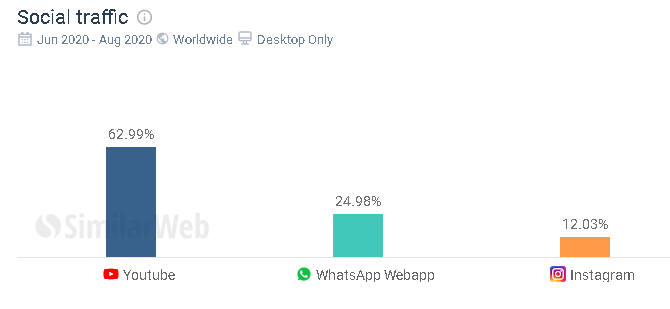 Social traffic
Jun 2020 - Aug 2020 Worldwide Desktop Only
62.99%
24.98%
12.03%
SimilarWeb
Youtube WhatsApp Webapp Instagram